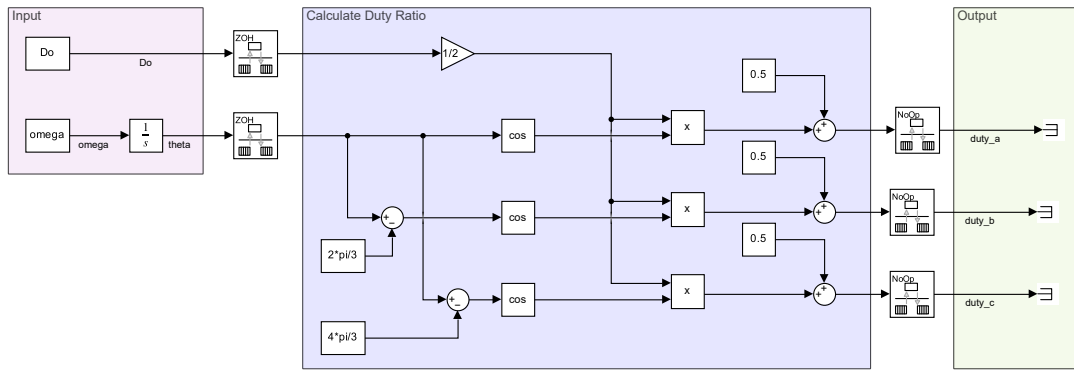 Input
Calculate Duty Ratio
Output
Do
Do
ZOH
1/2
0.5
omega
omega
1
s
theta
ZOH
cos
x
+
+
NoOp
duty_a
0.5
+
−
cos
x
+
+
NoOp
duty_b
2*pi/3
0.5
+
−
cos
x
+
+
NoOp
duty_c
4*pi/3